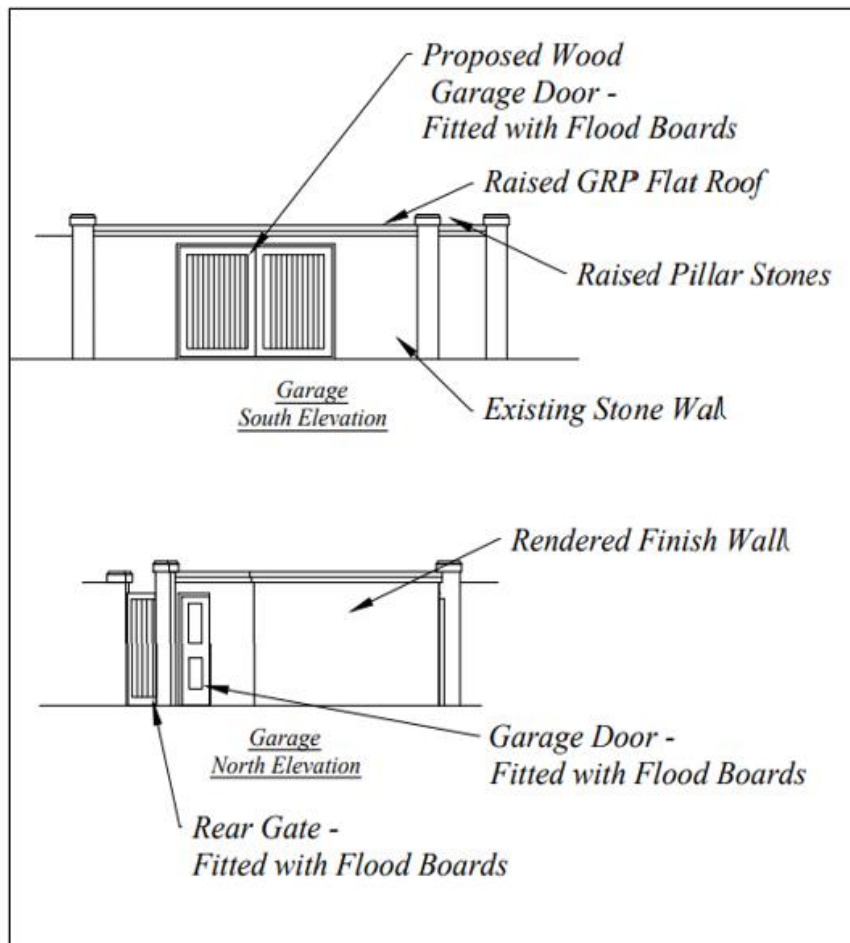 Proposed Wood
Garage Door -
Fitted with Flood Boards
Raised GRP Flat Roof
Raised Pillar Stones
Garage
South Elevation
Existing Stone Wall
Rendered Finish Wall
Garage
North Elevation
Garage Door -
Fitted with Flood Boards
Rear Gate -
Fitted with Flood Boards